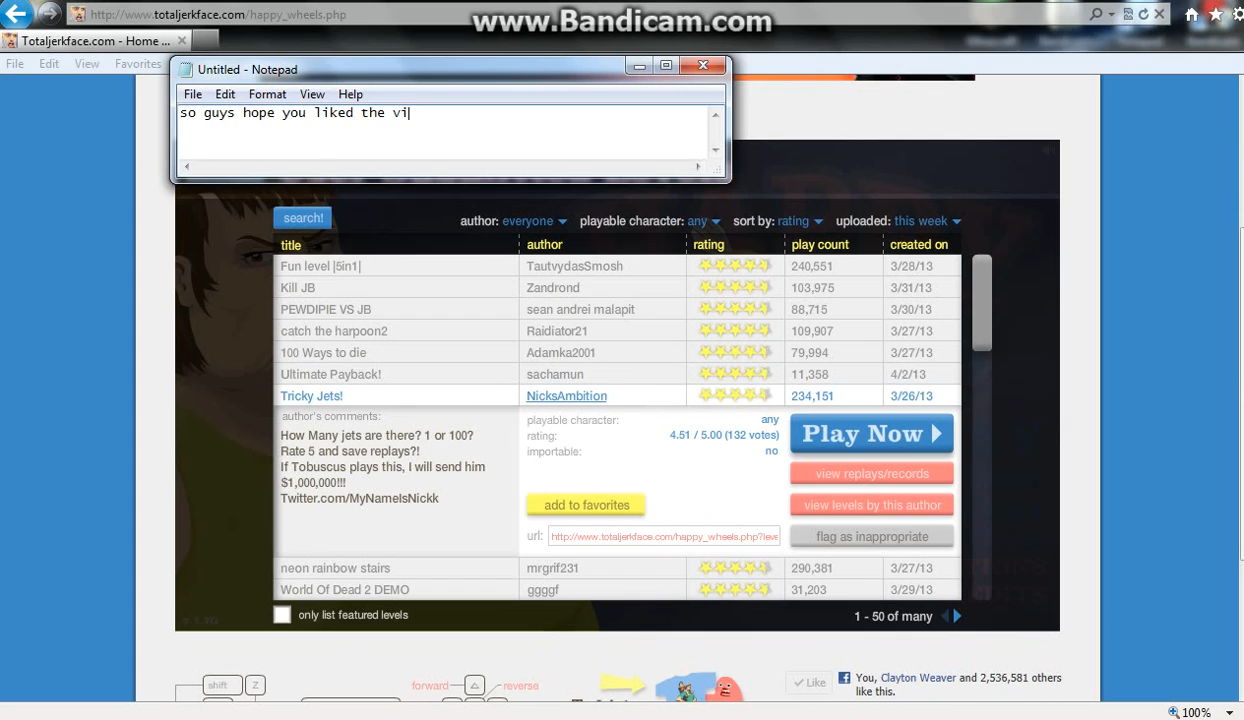 http://www.totaljerkface.com/happy_wheels.php
www.Bandicam.com
Totaljerkface.com - Home ...
File Edit View Favorites
Untitled - Notepad
File Edit Format View Help
so guys hope you liked the vi
search!
author: everyone playable character: any sort by: rating uploaded: this week
title author rating play count created on
Fun level |5in1| TautvydasSmosh 240,551 3/28/13
Kill JB Zandrond 103,975 3/31/13
PEWDIPIE VS JB sean andrei malapit 88,715 3/30/13
catch the harpoon2 Raidiator21 109,907 3/27/13
100 Ways to die Adamka2001 79,994 3/27/13
Ultimate Payback! sachamun 11,358 4/2/13
Tricky Jets! NicksAmbition 234,151 3/26/13
author's comments:
How Many jets are there? 1 or 100?
Rate 5 and save replays?!
If Tobuscus plays this, I will send him
$1,000,000!!!
Twitter.com/MyNameIsNickk
playable character: any
rating: 4.51 / 5.00 (132 votes)
importable: no
add to favorites
url: http://www.totaljerkface.com/happy_wheels.php?leve
Play Now
view replays/records
view levels by this author
flag as inappropriate
neon rainbow stairs mrgrif231 290,381 3/27/13
World Of Dead 2 DEMO ggggf 31,203 3/29/13
only list featured levels
1 - 50 of many
shift Z
forward reverse
Like
You, Clayton Weaver and 2,536,581 others
like this.
100%